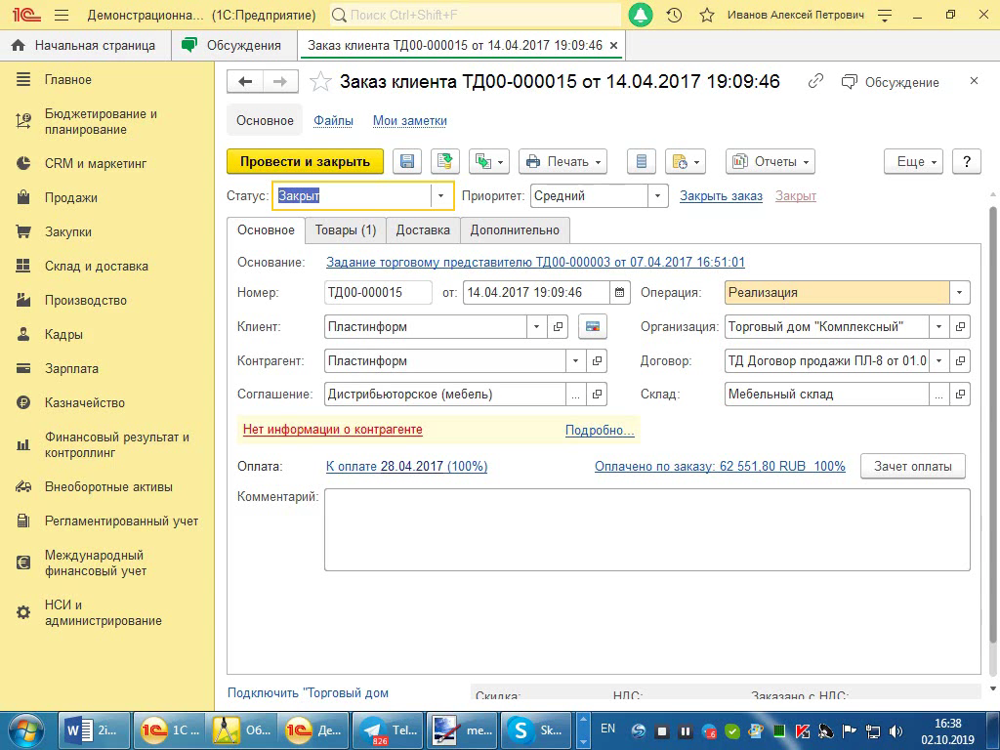 1С Демонстрациона... (1С:Предприятие) Поиск Ctrl+Shift+F Иванов Алексей Петрович
Начальная страница Обсуждения Заказ клиента ТД00-000015 от 14.04.2017 19:09:46 ×
Главное
Бюджетирование и
планирование
CRM и маркетинг
Продажи
Закупки
Склад и доставка
Производство
Кадры
Зарплата
Казначейство
Финансовый результат и
контроллинг
Внеоборотные активы
Регламентированный учет
Международный
финансовый учет
НСИ и
администрирование
Заказ клиента ТД00-000015 от 14.04.2017 19:09:46 Обсуждение ×
Основное Файлы Мои заметки
Провести и закрыть Печать Отчеты Еще ?
Статус: Закрыт Приоритет: Средний Закрыть заказ Закрыт
Основное Товары (1) Доставка Дополнительно
Основание: Задание торговому представителю ТД00-000003 от 07.04.2017 16:51:01
Номер: ТД00-000015 от: 14.04.2017 19:09:46 Операция: Реализация
Клиент: Пластинформ Организация: Торговый дом "Комплексный"
Контрагент: Пластинформ Договор: ТД Договор продажи ПЛ-8 от 01.0
Соглашение: Дистрибьюторское (мебель) ... Склад: Мебельный склад ...
Нет информации о контрагенте Подробно...
Оплата: К оплате 28.04.2017 (100%) Оплачено по заказу: 62 551,80 RUB 100% Зачет оплаты
Комментарий:
Подключить "Торговый дом Скидка: НДС: Заказано с НДС:
2i... 1С ... Об... Де... Tel... 826 me... Sk... EN 16:38
02.10.2019